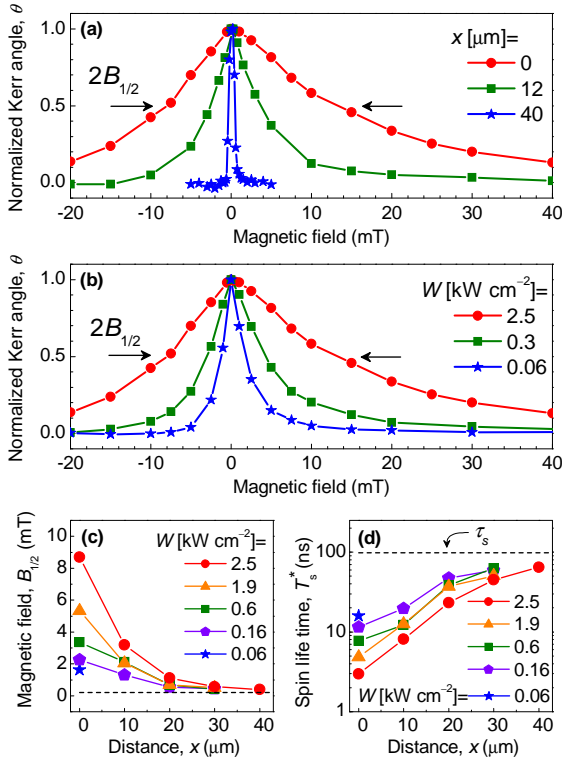 (a)
x [μm]=
0
12
40
2B1/2
Normalized Kerr angle, θ
1.0
0.5
0.0
-20 -10 0 10 20 30 40
Magnetic field (mT)
(b)
W [kW cm−2]=
2.5
0.3
0.06
2B1/2
Normalized Kerr angle, θ
1.0
0.5
0.0
-20 -10 0 10 20 30 40
Magnetic field (mT)
(c)
W [kW cm−2]=
2.5
1.9
0.6
0.16
0.06
Magnetic field, B1/2 (mT)
10
8
6
4
2
0
0 10 20 30 40
Distance, x (μm)
(d)
τs
Spin life time, Ts* (ns)
100
10
1
2.5
1.9
0.6
0.16
W [kW cm−2]= 0.06
0 10 20 30 40
Distance, x (μm)